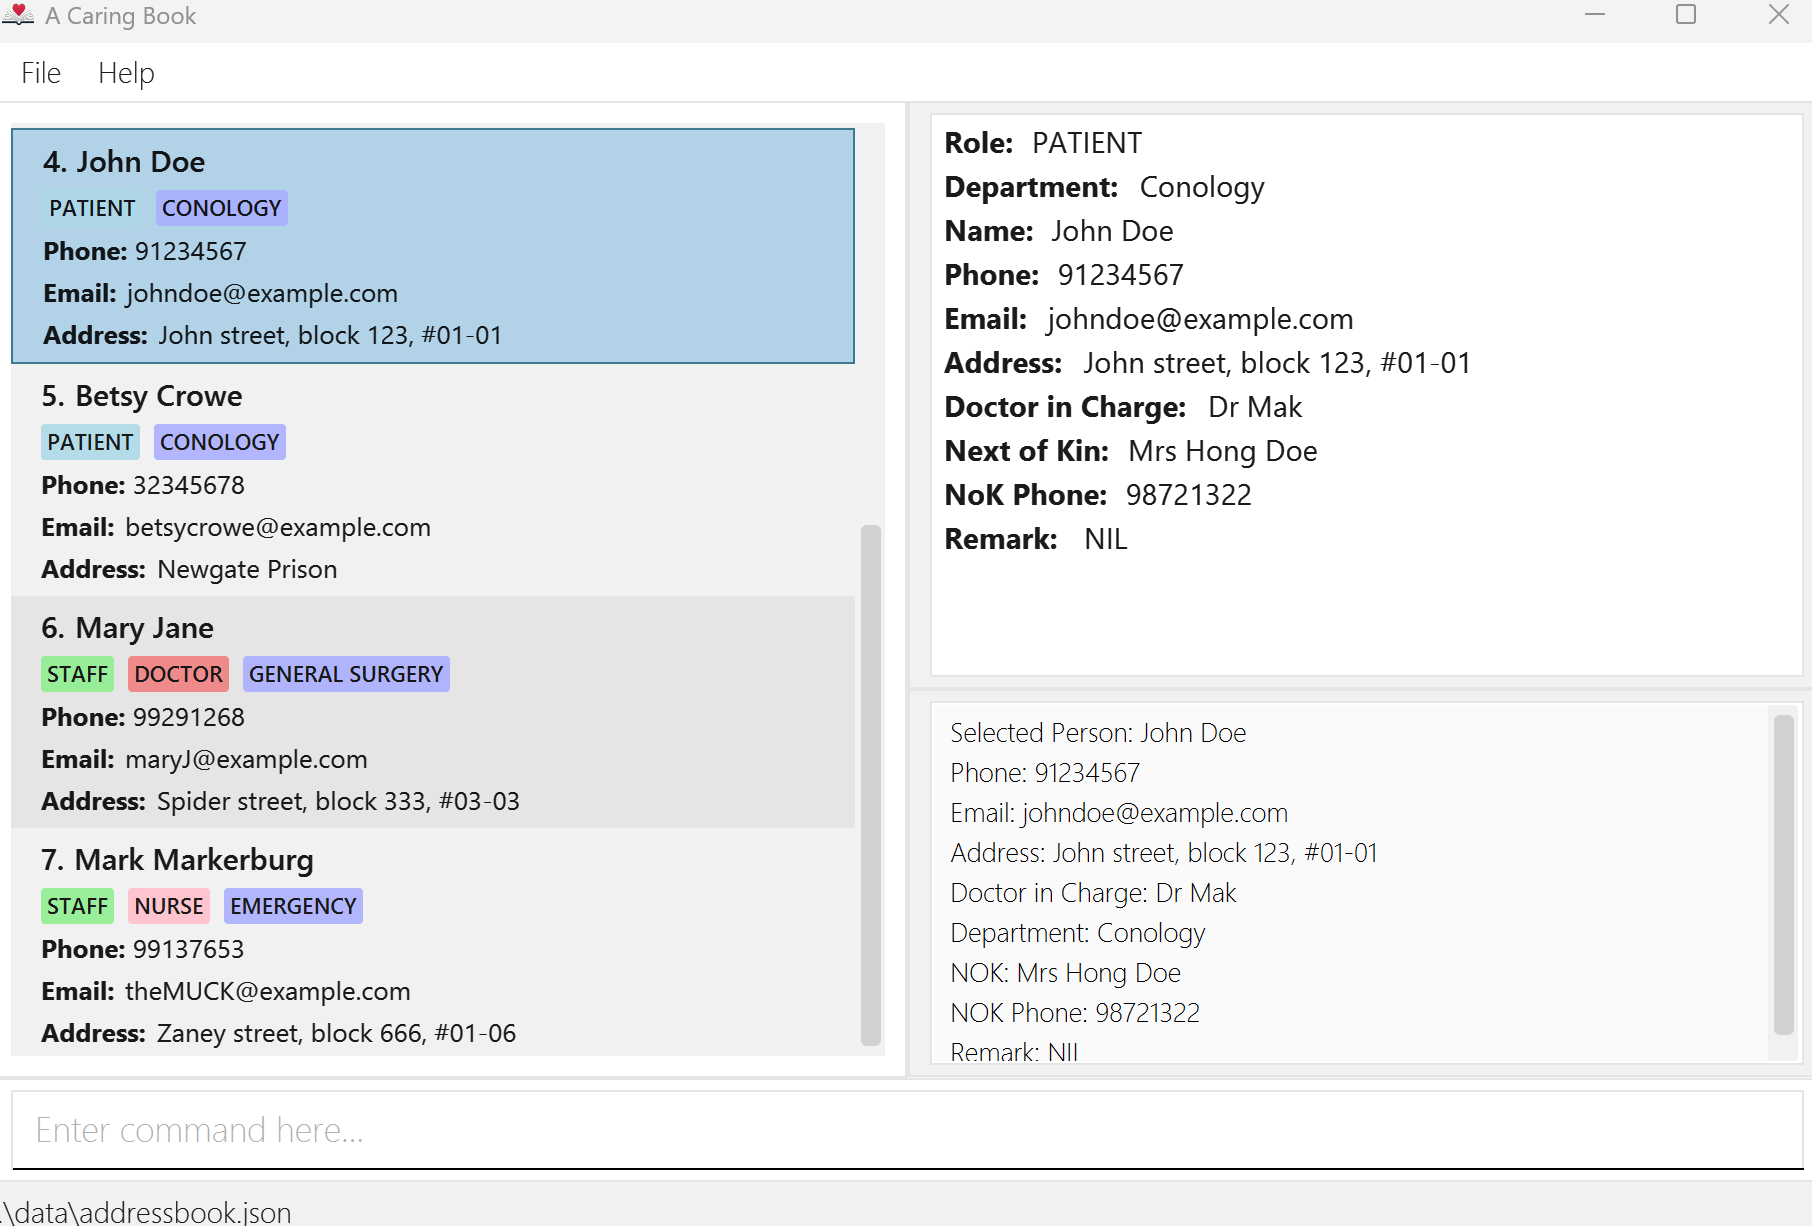 A Caring Book
File Help
4. John Doe
PATIENT CONOLOGY
Phone: 91234567
Email: johndoe@example.com
Address: John street, block 123, #01-01
5. Betsy Crowe
PATIENT CONOLOGY
Phone: 32345678
Email: betsycrowe@example.com
Address: Newgate Prison
6. Mary Jane
STAFF DOCTOR GENERAL SURGERY
Phone: 99291268
Email: maryJ@example.com
Address: Spider street, block 333, #03-03
7. Mark Markerburg
STAFF NURSE EMERGENCY
Phone: 99137653
Email: theMUCK@example.com
Address: Zaney street, block 666, #01-06
Role: PATIENT
Department: Conology
Name: John Doe
Phone: 91234567
Email: johndoe@example.com
Address: John street, block 123, #01-01
Doctor in Charge: Dr Mak
Next of Kin: Mrs Hong Doe
NoK Phone: 98721322
Remark: NIL
Selected Person: John Doe
Phone: 91234567
Email: johndoe@example.com
Address: John street, block 123, #01-01
Doctor in Charge: Dr Mak
Department: Conology
NOK: Mrs Hong Doe
NOK Phone: 98721322
Remark: NIL
Enter command here...
.\data\addressbook.json